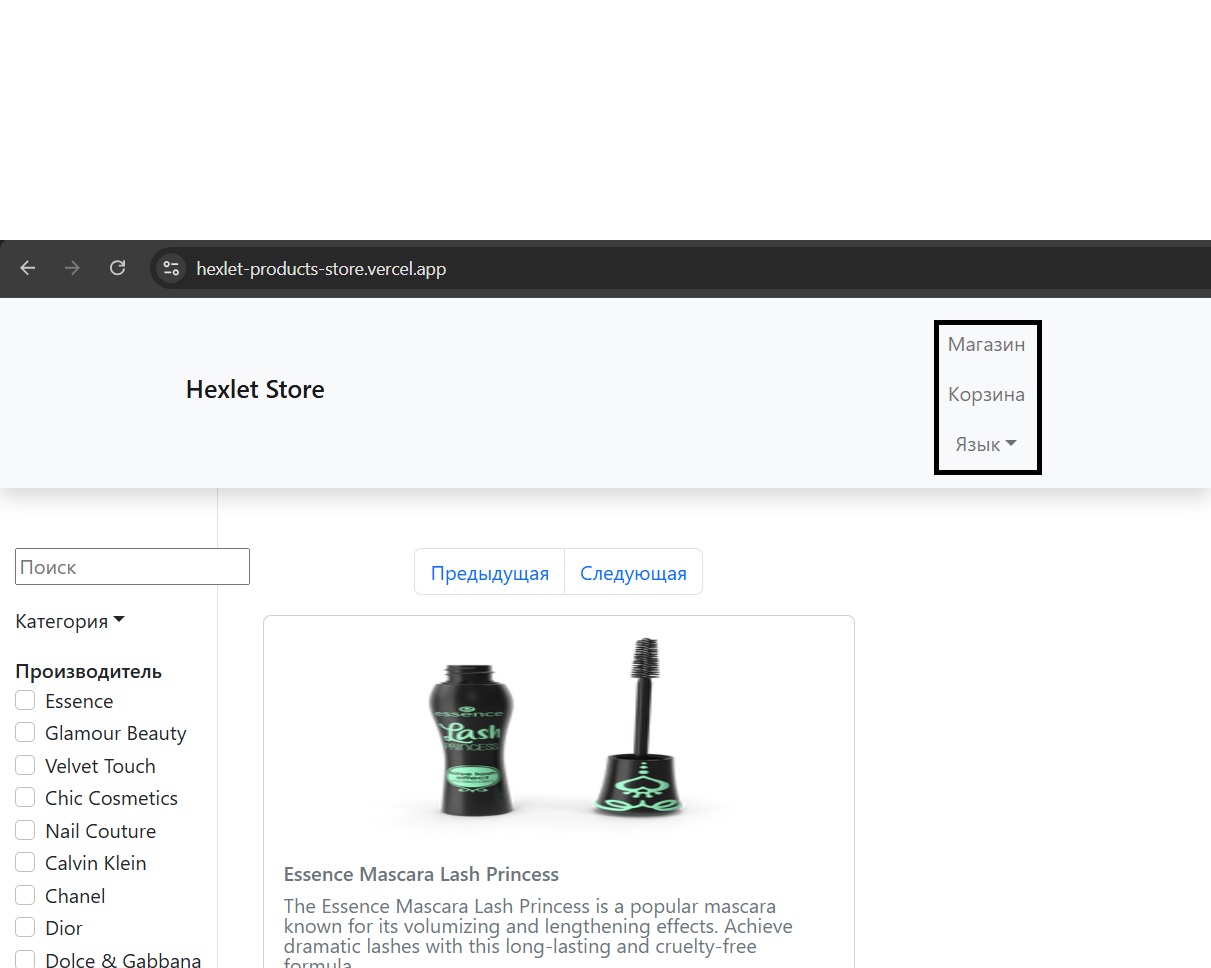 hexlet-products-store.vercel.app
Hexlet Store
Магазин
Корзина
Язык
Поиск
Категория
Производитель
Essence
Glamour Beauty
Velvet Touch
Chic Cosmetics
Nail Couture
Calvin Klein
Chanel
Dior
Dolce & Gabbana
Предыдущая
Следующая
essence
Lash
PRINCESS
Essence Mascara Lash Princess
The Essence Mascara Lash Princess is a popular mascara
known for its volumizing and lengthening effects. Achieve
dramatic lashes with this long-lasting and cruelty-free
formula.